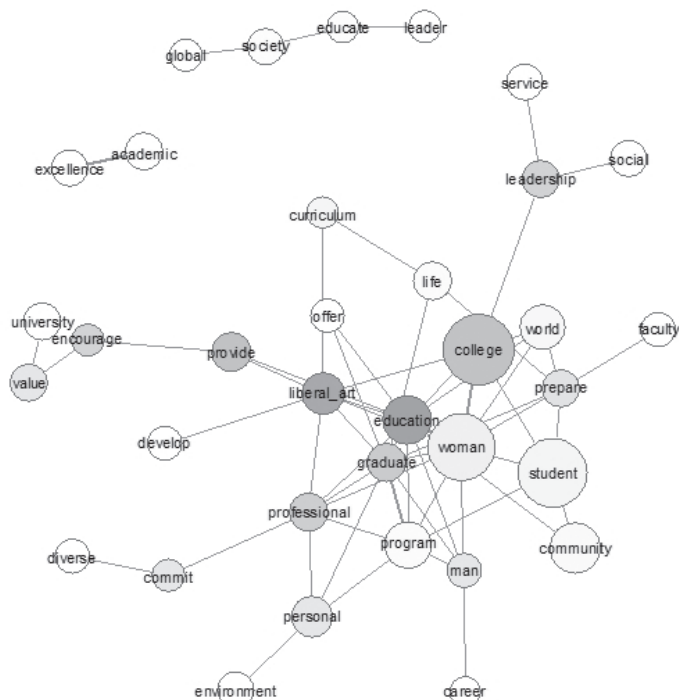 educate
leader
society
global
service
academic
excellence
social
leadership
curriculum
life
university
offer
world
faculty
encourage
provide
college
value
liberal_art
prepare
education
develop
woman
graduate
student
professional
program
community
diverse
commit
man
personal
environment
career